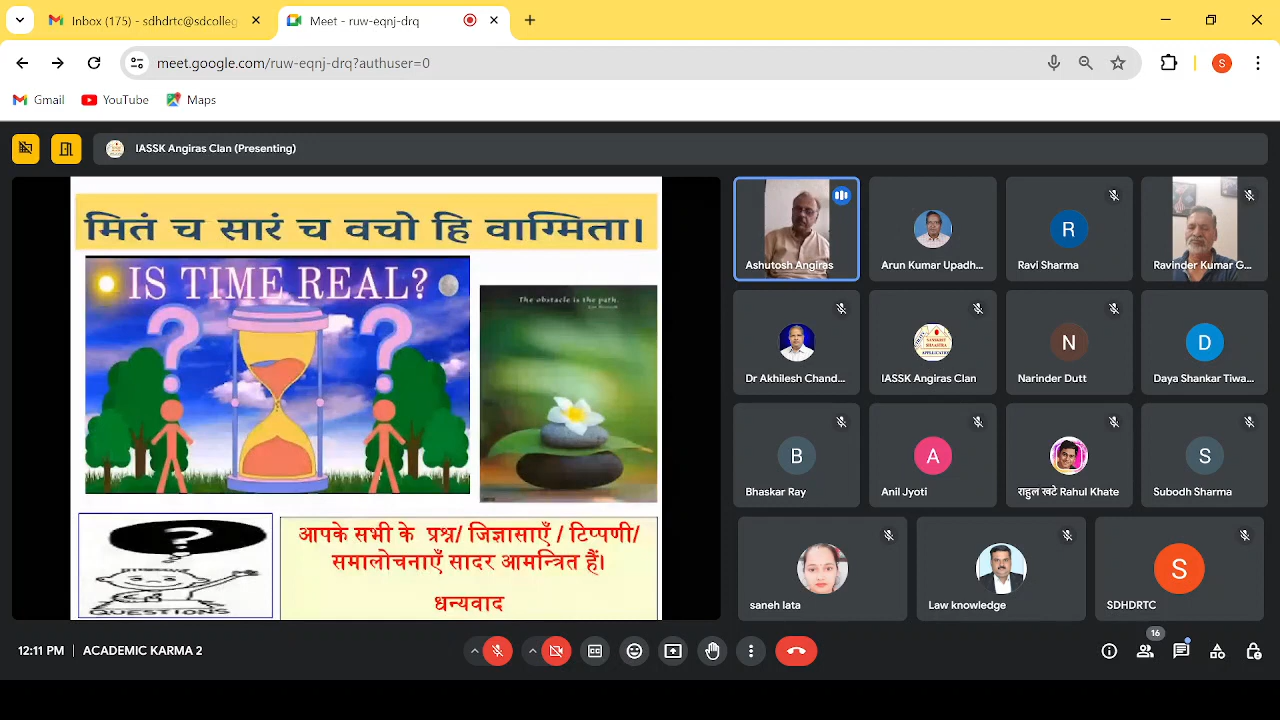 Inbox (175) - sdhdrtc@sdcolleg
Meet - ruw-eqnj-drq
meet.google.com/ruw-eqnj-drq?authuser=0
S
Gmail
YouTube
Maps
IASSK Angiras Clan (Presenting)
मितं च सारं च वचो हि वाग्मिता।
IS TIME REAL?
The obstacle is the path.
QUESTIONS
आपके सभी के प्रश्न/ जिज्ञासाएँ / टिप्पणी/
समालोचनाएँ सादर आमन्त्रित हैं।
धन्यवाद
Ashutosh Angiras
Arun Kumar Upadh...
R
Ravi Sharma
Ravinder Kumar G...
Dr Akhilesh Chand...
SANSKRIT
SHSASTRA
APPLICATION
IASSK Angiras Clan
N
Narinder Dutt
D
Daya Shankar Tiwa...
B
Bhaskar Ray
A
Anil Jyoti
राहुल खटे Rahul Khate
S
Subodh Sharma
saneh lata
Law knowledge
S
SDHDRTC
12:11 PM
ACADEMIC KARMA 2
16